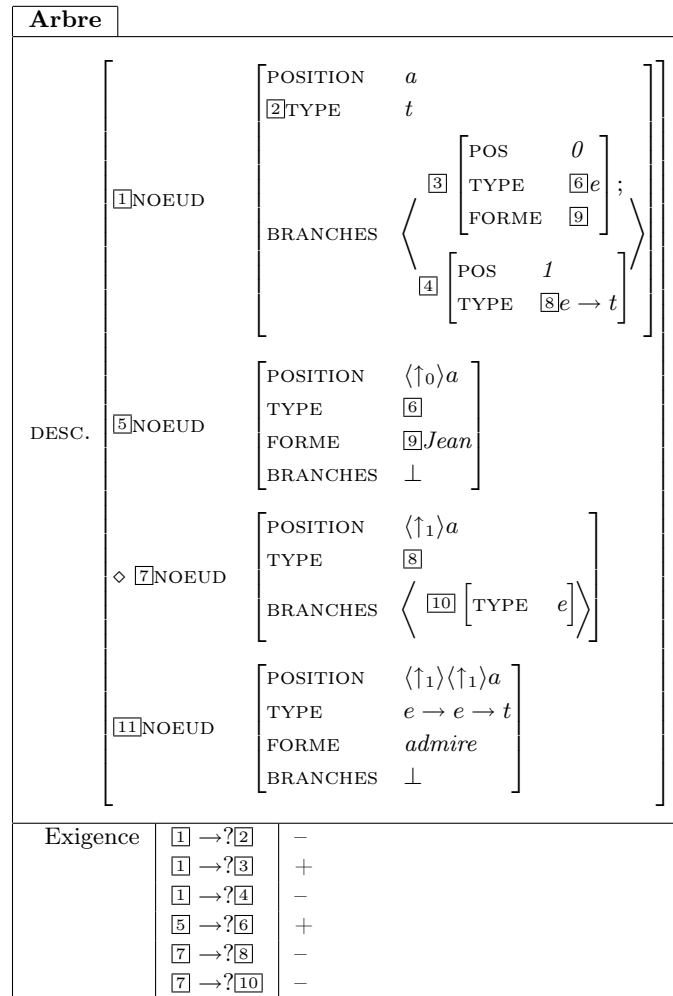 Arbre
POSITION a
[2]TYPE t
POS 0
[3] TYPE [6]e ;
FORME [9]
[1]NOEUD BRANCHES ⟨ ⟩
POS 1
[4] TYPE [8]e → t
POSITION ⟨↑₀⟩a
TYPE [6]
DESC. [5]NOEUD FORME [9]Jean
BRANCHES ⊥
POSITION ⟨↑₁⟩a
TYPE [8]
⋄ [7]NOEUD BRANCHES ⟨ [10] [TYPE e] ⟩
POSITION ⟨↑₁⟩⟨↑₁⟩a
TYPE e → e → t
[11]NOEUD FORME admire
BRANCHES ⊥
Exigence [1] →?[2] –
[1] →?[3] +
[1] →?[4] –
[5] →?[6] +
[7] →?[8] –
[7] →?[10] –